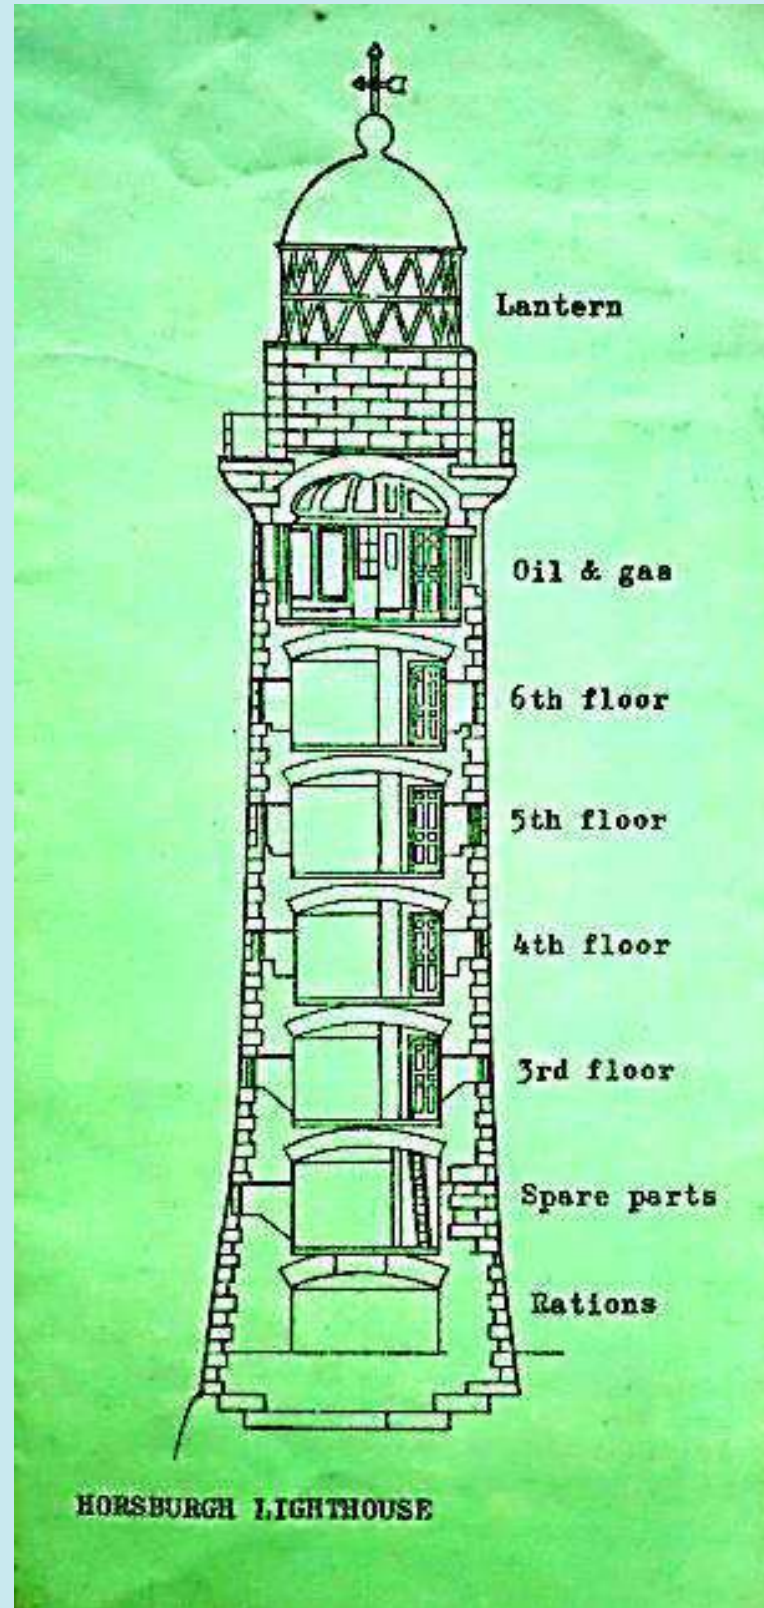 Lantern
Oil & gas
6th floor
5th floor
4th floor
3rd floor
Spare parts
Rations
HORSBURGH LIGHTHOUSE